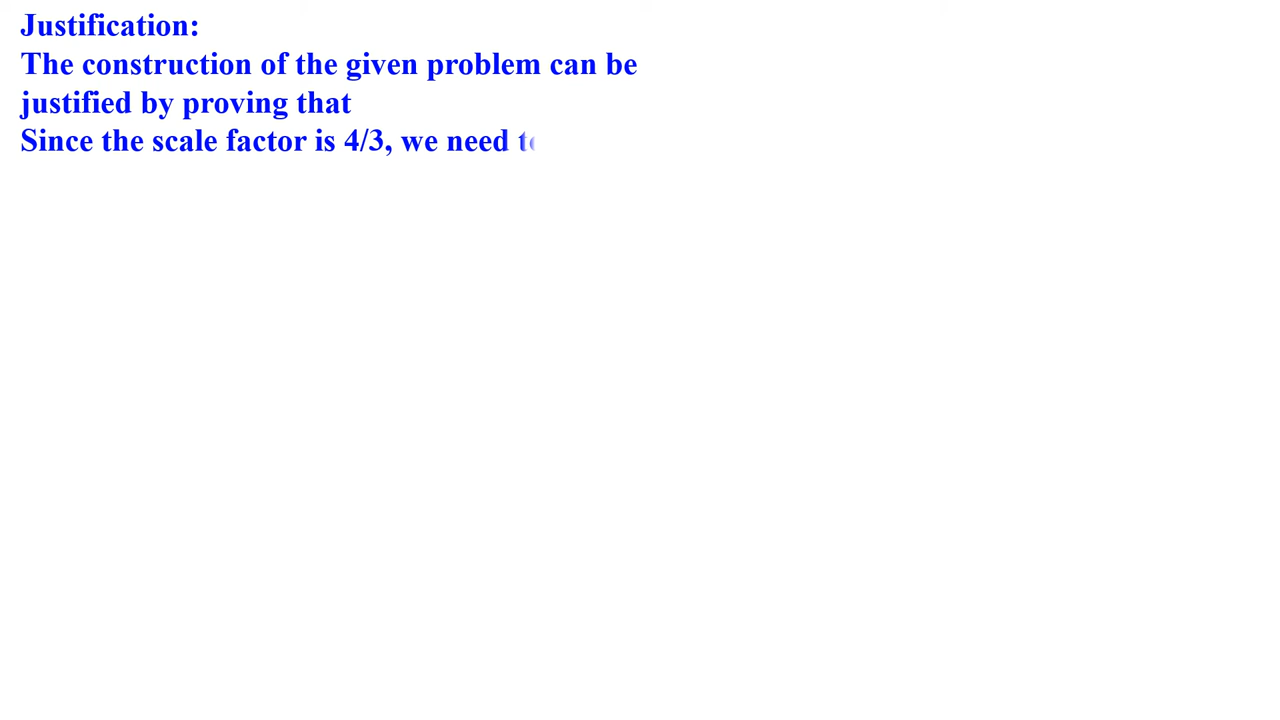 Justification:
The construction of the given problem can be
justified by proving that
Since the scale factor is 4/3, we need